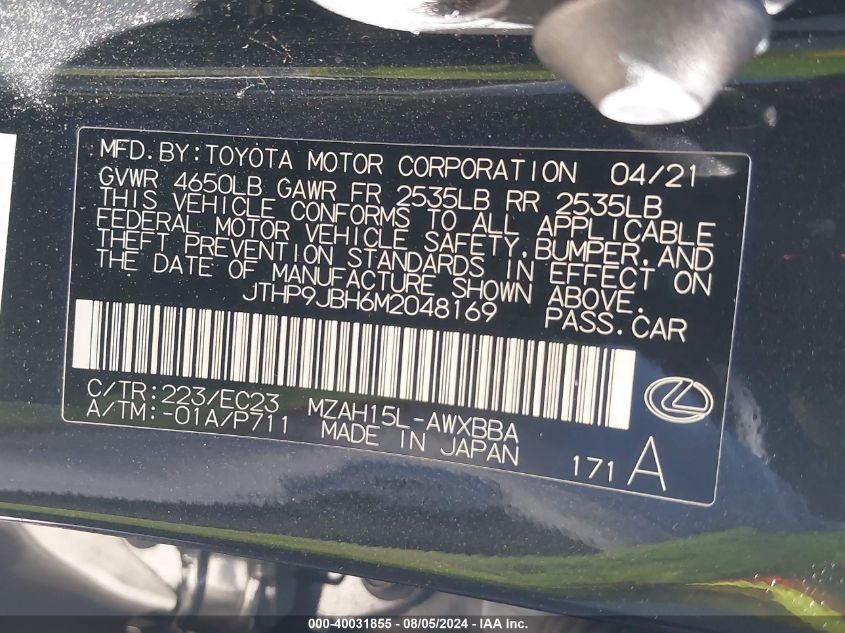 MFD.BY:TOYOTA MOTOR CORPORATION 04/21
GVWR 4650LB GAWR FR 2535LB RR 2535LB
THIS VEHICLE CONFORMS TO ALL APPLICABLE
FEDERAL MOTOR VEHICLE SAFETY,BUMPER,AND
THEFT PREVENTION STANDARDS IN EFFECT ON
THE DATE OF MANUFACTURE SHOWN ABOVE.
JTHP9JBH6M2048169 PASS.CAR
C/TR:223/EC23 MZAH15L-AWXBBA
A/TM:-01A/P711 MADE IN JAPAN 171 A
000-40031855 - 08/05/2024 - IAA Inc.